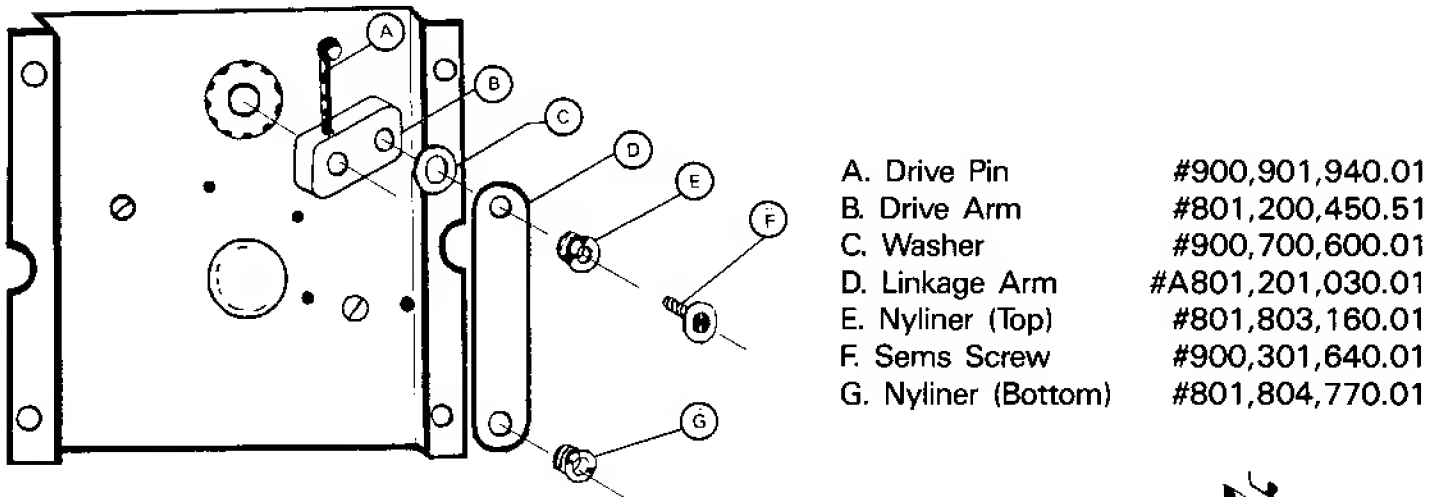 A
B
C
D
E
F
G
A. Drive Pin #900,901,940.01
B. Drive Arm #801,200,450.51
C. Washer #900,700,600.01
D. Linkage Arm #A801,201,030.01
E. Nyliner (Top) #801,803,160.01
F. Sems Screw #900,301,640.01
G. Nyliner (Bottom) #801,804,770.01